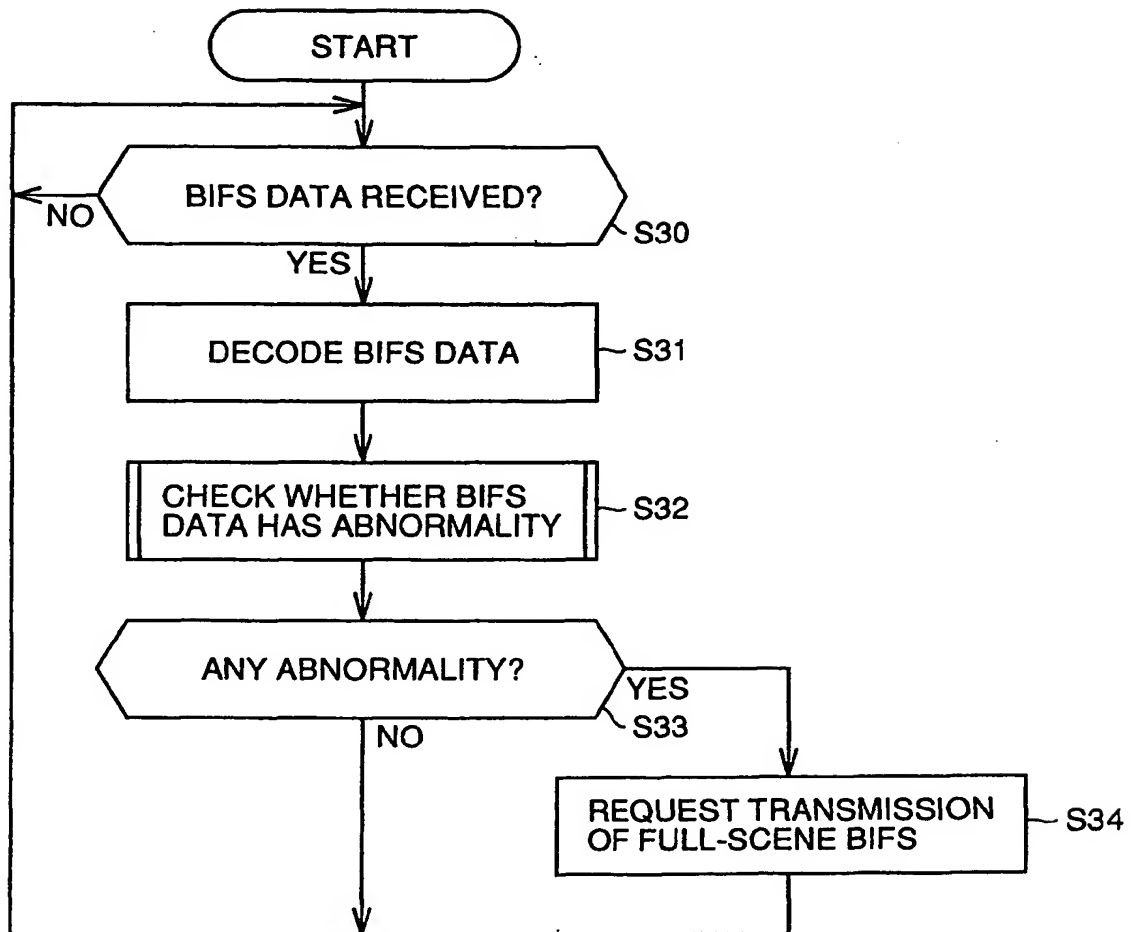 START
BIFS DATA RECEIVED?
NO
S30
YES
DECODE BIFS DATA
S31
CHECK WHETHER BIFS
DATA HAS ABNORMALITY
S32
ANY ABNORMALITY?
YES
S33
NO
REQUEST TRANSMISSION
OF FULL-SCENE BIFS
S34